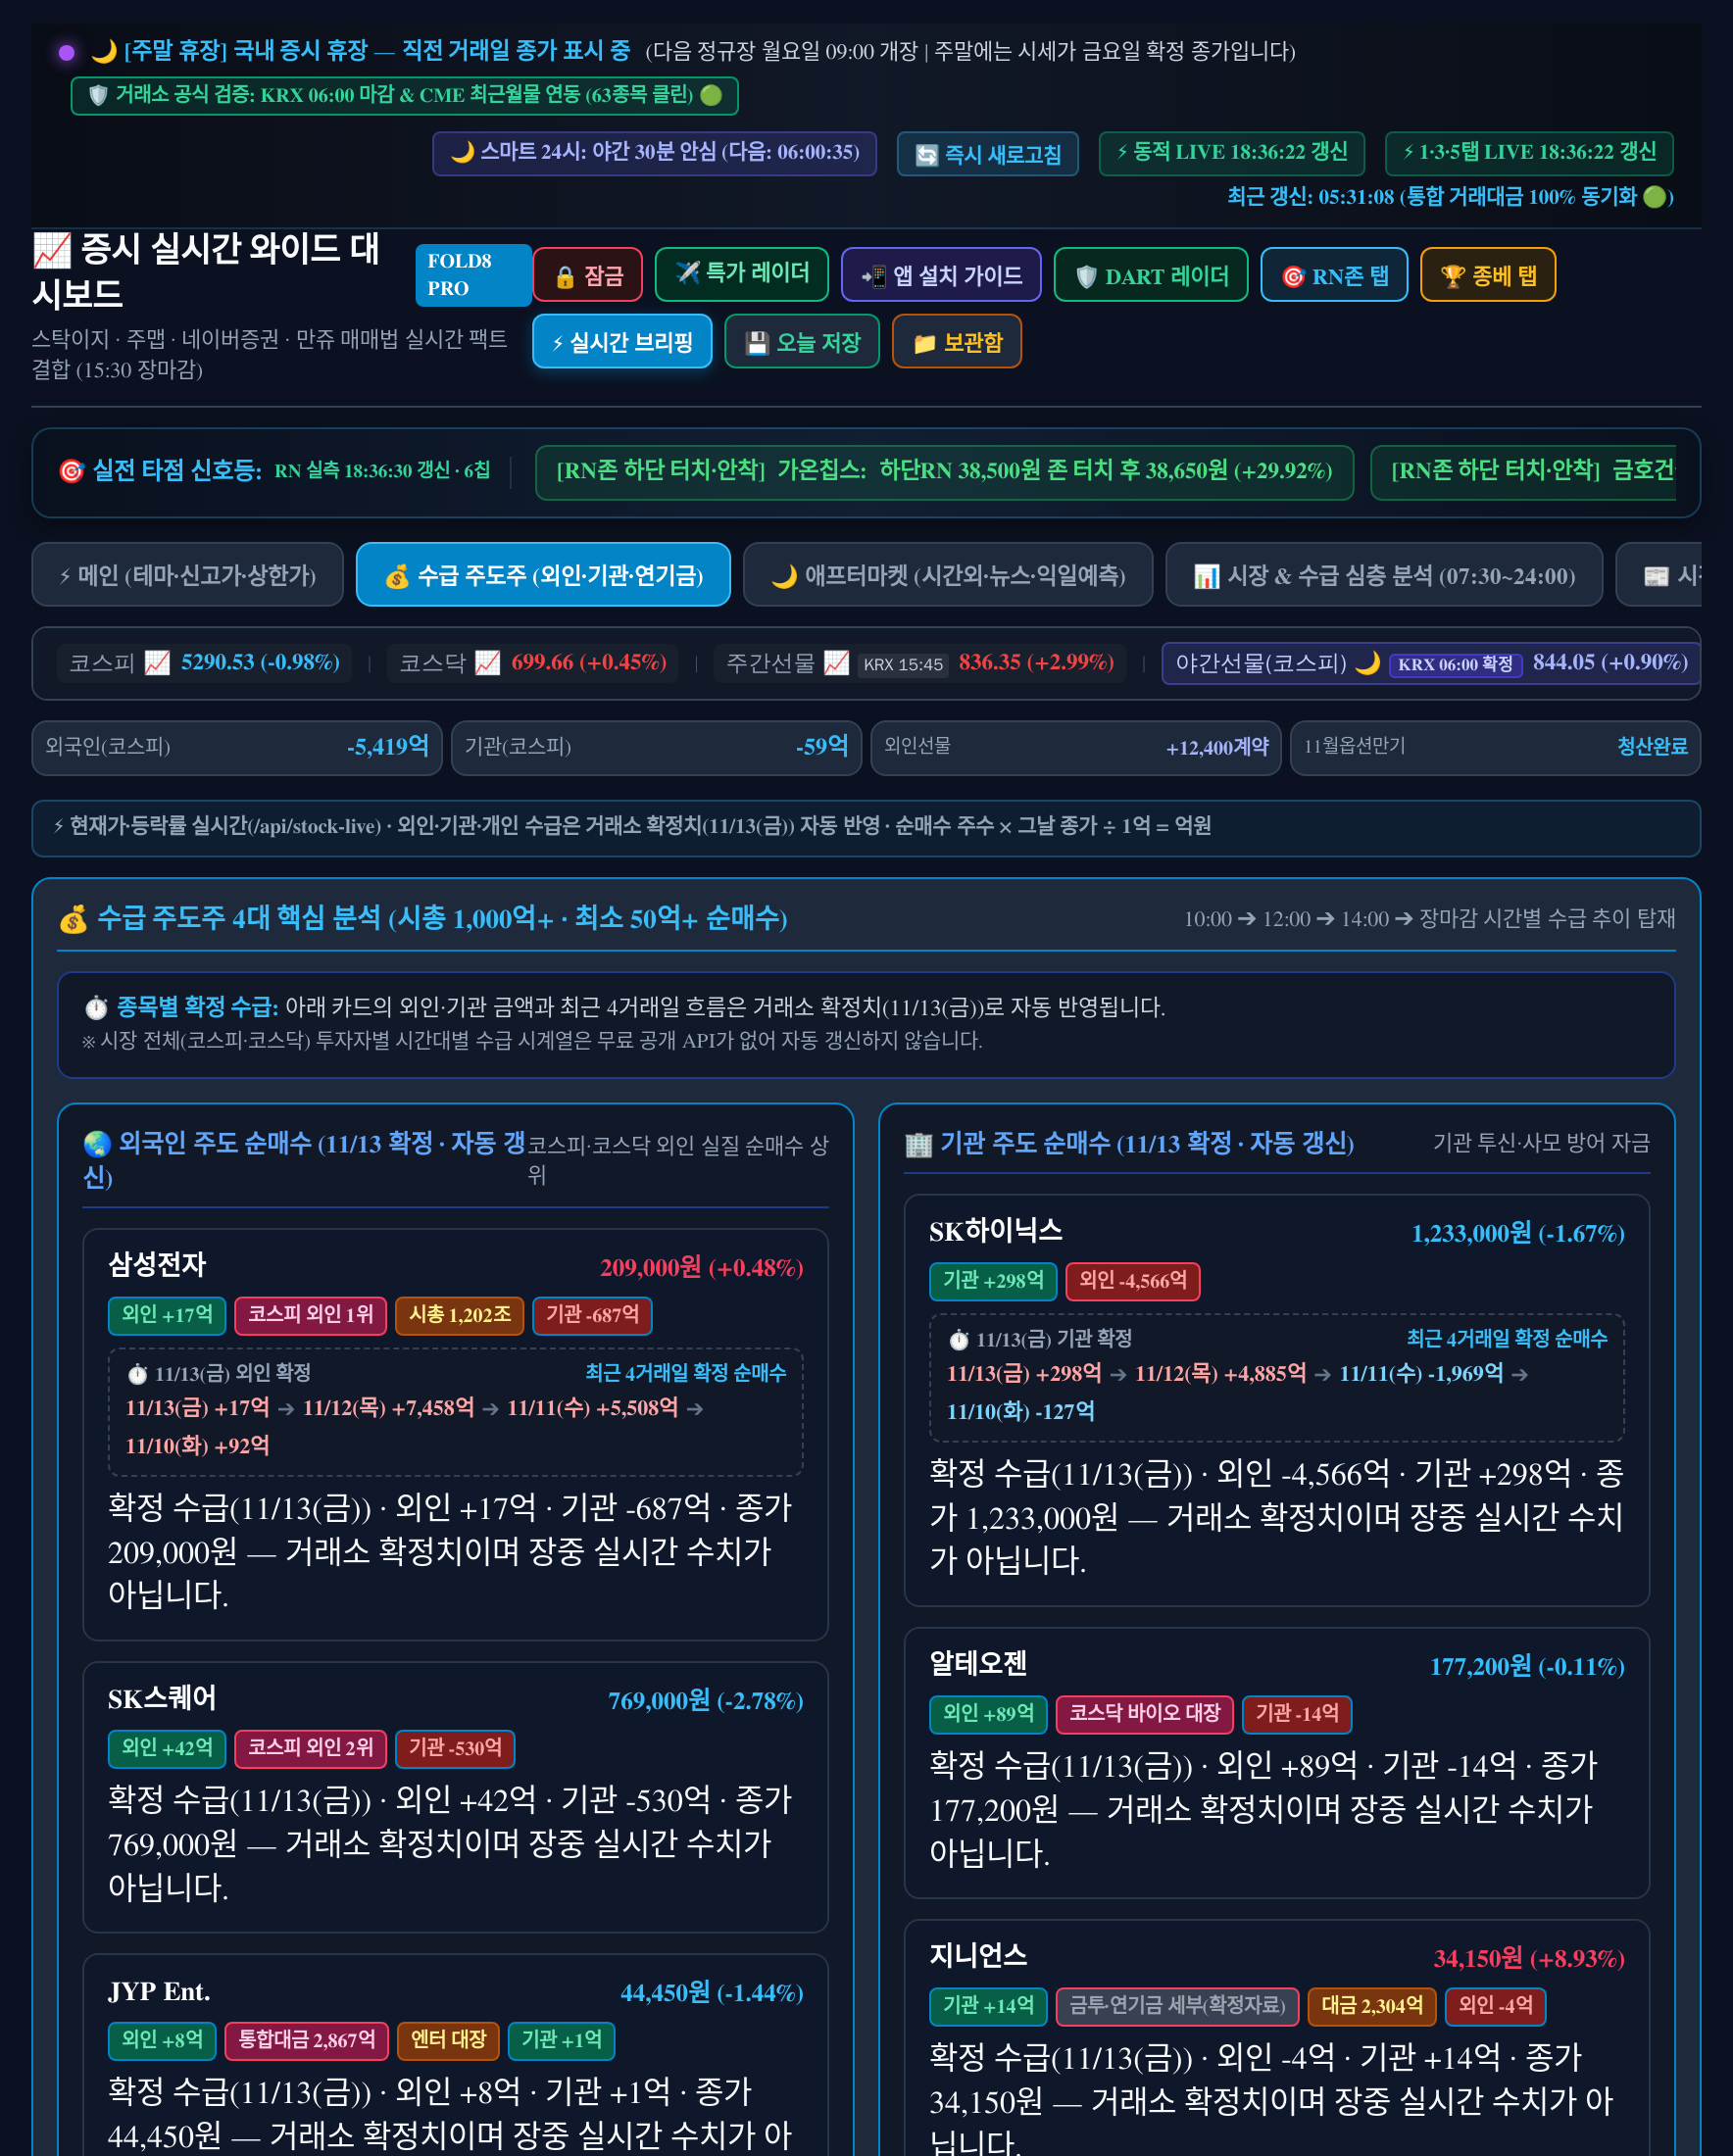 🌙 [주말 휴장] 국내 증시 휴장 — 직전 거래일 종가 표시 중 (다음 정규장 월요일 09:00 개장 | 주말에는 시세가 금요일 확정 종가입니다)
🛡️ 거래소 공식 검증: KRX 06:00 마감 & CME 최근월물 연동 (63종목 클린) 🟢
🌙 스마트 24시: 야간 30분 안심 (다음: 06:00:35) 🔄 즉시 새로고침 ⚡ 동적 LIVE 18:36:22 갱신 ⚡ 1·3·5탭 LIVE 18:36:22 갱신
최근 갱신: 05:31:08 (통합 거래대금 100% 동기화 🟢)
📈 증시 실시간 와이드 대
시보드
FOLD8
PRO
🔒 잠금 ✈️ 특가 레이더 📲 앱 설치 가이드 🛡️ DART 레이더 🎯 RN존 탭 🏆 종베 탭
스탁이지 · 주맵 · 네이버증권 · 만쥬 매매법 실시간 팩트
결합 (15:30 장마감)
⚡ 실시간 브리핑 💾 오늘 저장 📁 보관함
🎯 실전 타점 신호등: RN 실측 18:36:30 갱신 · 6칩 [RN존 하단 터치·안착] 가온칩스: 하단RN 38,500원 존 터치 후 38,650원 (+29.92%) [RN존 하단 터치·안착] 금호건
⚡ 메인 (테마·신고가·상한가) 💰 수급 주도주 (외인·기관·연기금) 🌙 애프터마켓 (시간외·뉴스·익일예측) 📊 시장 & 수급 심층 분석 (07:30~24:00) 📰
코스피 📈 5290.53 (-0.98%) | 코스닥 📈 699.66 (+0.45%) | 주간선물 📈 KRX 15:45 836.35 (+2.99%) | 야간선물(코스피) 🌙 KRX 06:00 확정 844.05 (+0.90%)
외국인(코스피) -5,419억 기관(코스피) -59억 외인선물 +12,400계약 11월옵션만기 청산완료
⚡ 현재가·등락률 실시간(/api/stock-live) · 외인·기관·개인 수급은 거래소 확정치(11/13(금)) 자동 반영 · 순매수 주수 × 그날 종가 ÷ 1억 = 억원
💰 수급 주도주 4대 핵심 분석 (시총 1,000억+ · 최소 50억+ 순매수) 10:00 ➔ 12:00 ➔ 14:00 ➔ 장마감 시간별 수급 추이 탑재
⏱️ 종목별 확정 수급: 아래 카드의 외인·기관 금액과 최근 4거래일 흐름은 거래소 확정치(11/13(금))로 자동 반영됩니다.
※ 시장 전체(코스피·코스닥) 투자자별 시간대별 수급 시계열은 무료 공개 API가 없어 자동 갱신하지 않습니다.
🌏 외국인 주도 순매수 (11/13 확정 · 자동 갱
신)
코스피·코스닥 외인 실질 순매수 상
위
삼성전자 209,000원 (+0.48%)
외인 +17억 코스피 외인 1위 시총 1,202조 기관 -687억
⏱️ 11/13(금) 외인 확정 최근 4거래일 확정 순매수
11/13(금) +17억 → 11/12(목) +7,458억 → 11/11(수) +5,508억 →
11/10(화) +92억
확정 수급(11/13(금)) · 외인 +17억 · 기관 -687억 · 종가
209,000원 — 거래소 확정치이며 장중 실시간 수치가
아닙니다.
SK스퀘어 769,000원 (-2.78%)
외인 +42억 코스피 외인 2위 기관 -530억
확정 수급(11/13(금)) · 외인 +42억 · 기관 -530억 · 종가
769,000원 — 거래소 확정치이며 장중 실시간 수치가
아닙니다.
JYP Ent. 44,450원 (-1.44%)
외인 +8억 통합대금 2,867억 엔터 대장 기관 +1억
확정 수급(11/13(금)) · 외인 +8억 · 기관 +1억 · 종가
44,450원 — 거래소 확정치이며 장중 실시간 수치가 아
🏢 기관 주도 순매수 (11/13 확정 · 자동 갱신) 기관 투신·사모 방어 자금
SK하이닉스 1,233,000원 (-1.67%)
기관 +298억 외인 -4,566억
⏱️ 11/13(금) 기관 확정 최근 4거래일 확정 순매수
11/13(금) +298억 → 11/12(목) +4,885억 → 11/11(수) -1,969억 →
11/10(화) -127억
확정 수급(11/13(금)) · 외인 -4,566억 · 기관 +298억 · 종
가 1,233,000원 — 거래소 확정치이며 장중 실시간 수치
가 아닙니다.
알테오젠 177,200원 (-0.11%)
외인 +89억 코스닥 바이오 대장 기관 -14억
확정 수급(11/13(금)) · 외인 +89억 · 기관 -14억 · 종가
177,200원 — 거래소 확정치이며 장중 실시간 수치가
아닙니다.
지니언스 34,150원 (+8.93%)
기관 +14억 금투·연기금 세부(확정자료) 대금 2,304억 외인 -4억
확정 수급(11/13(금)) · 외인 -4억 · 기관 +14억 · 종가
34,150원 — 거래소 확정치이며 장중 실시간 수치가 아
닙니다.